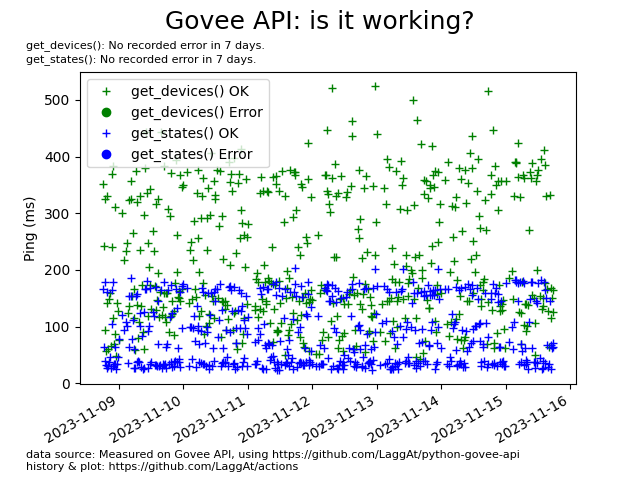 Govee API: is it working?
get_devices(): No recorded error in 7 days.
get_states(): No recorded error in 7 days.
get_devices() OK
get_devices() Error
get_states() OK
get_states() Error
Ping (ms)
500
400
300
200
100
0
2023-11-09
2023-11-10
2023-11-11
2023-11-12
2023-11-13
2023-11-14
2023-11-15
2023-11-16
data source: Measured on Govee API, using https://github.com/LaggAt/python-govee-api
history & plot: https://github.com/LaggAt/actions